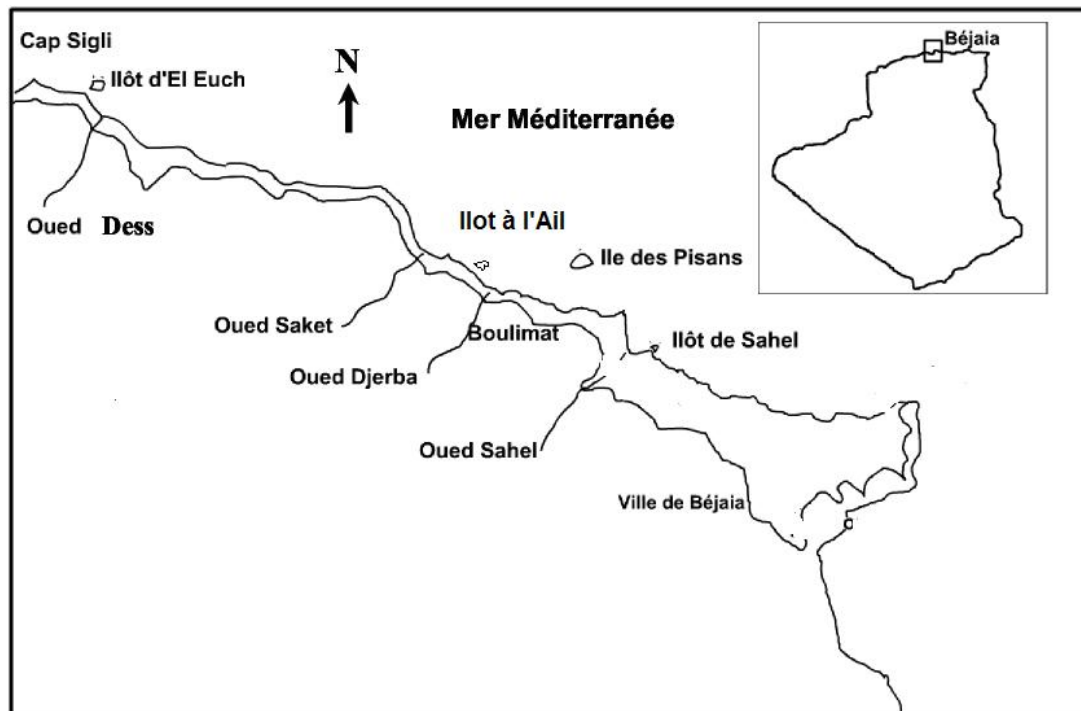 Cap Sigli
Ilôt d'El Euch
N
Mer Méditerranée
Béjaia
Oued Dess
Ilot à l'Ail
Ile des Pisans
Oued Saket
Boulimat
Ilôt de Sahel
Oued Djerba
Oued Sahel
Ville de Béjaia